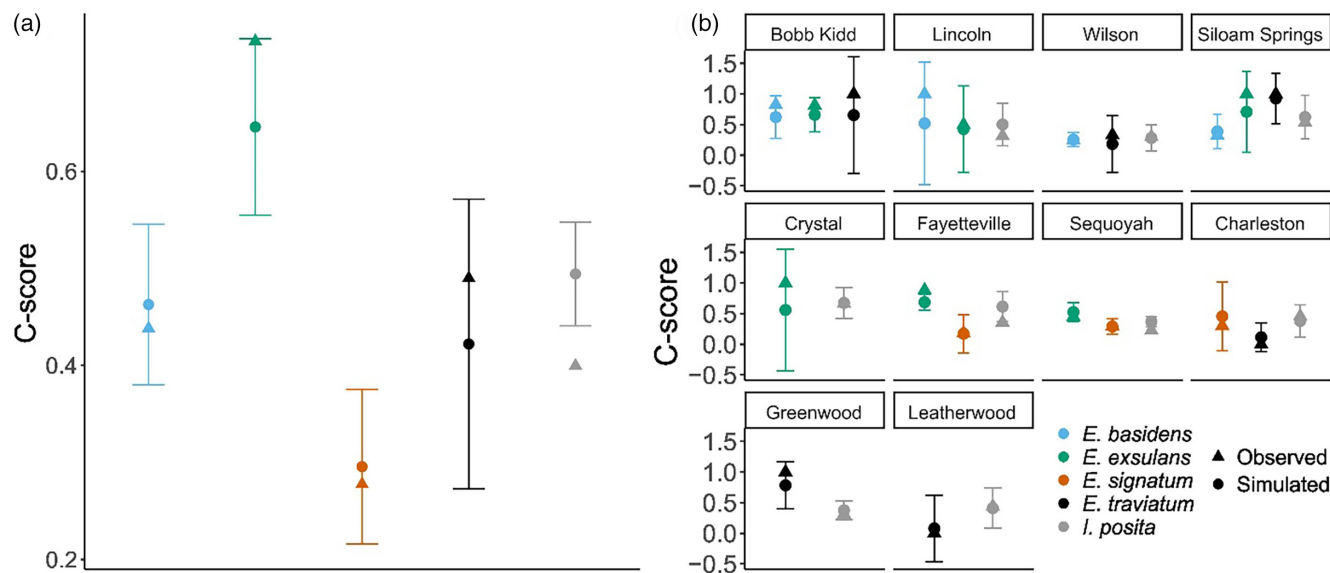 (a)
C-score
0.6
0.4
0.2
(b)
C-score
Bobb Kidd
Lincoln
Wilson
Siloam Springs
1.5
1.0
0.5
0.0
−0.5
Crystal
Fayetteville
Sequoyah
Charleston
1.5
1.0
0.5
0.0
−0.5
Greenwood
Leatherwood
1.5
1.0
0.5
0.0
−0.5
E. basidens
E. exsulans
E. signatum
E. traviatum
I. posita
Observed
Simulated